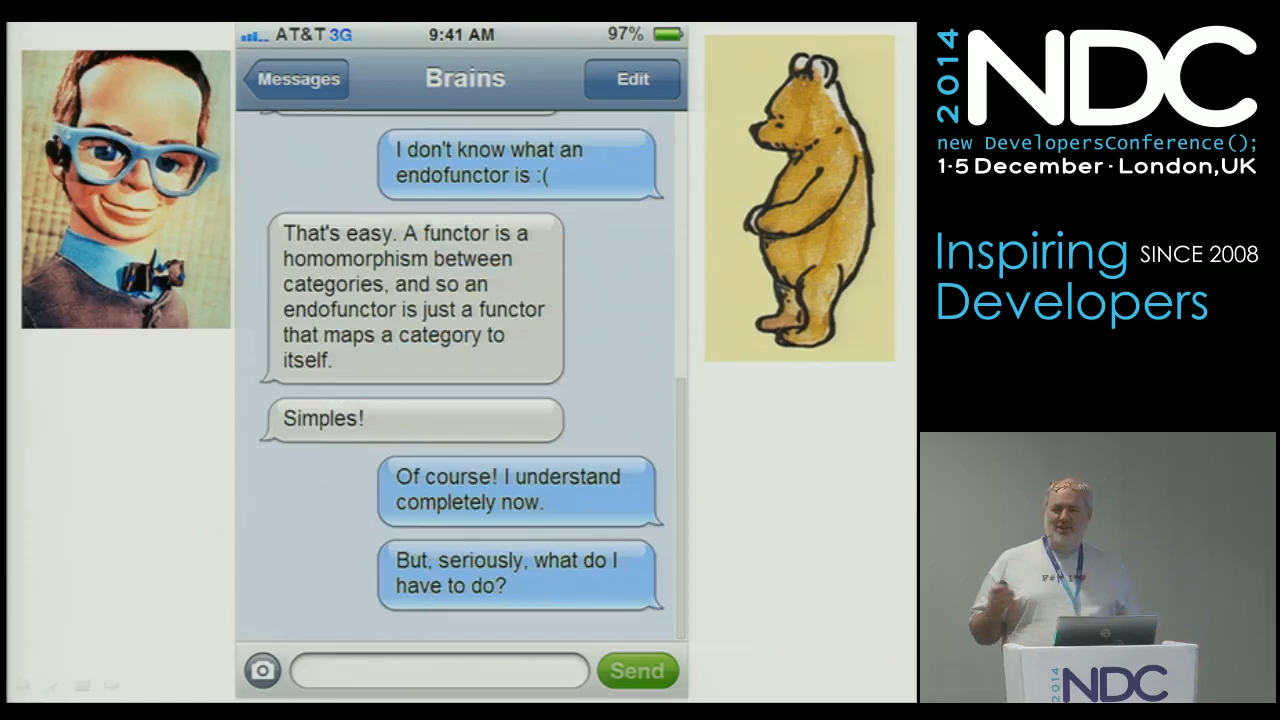 AT&T 3G
9:41 AM
97%
Messages
Brains
Edit
I don't know what an
endofunctor is :(
That's easy. A functor is a
homomorphism between
categories, and so an
endofunctor is just a functor
that maps a category to
itself.
Simples!
Of course! I understand
completely now.
But, seriously, what do I
have to do?
Send
2014
NDC
new DevelopersConference();
1-5 December · London,UK
Inspiring SINCE 2008
Developers
2014
NDC